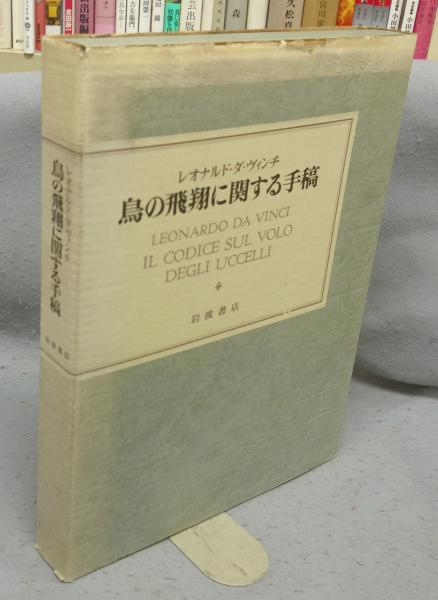 レオナルド・ダ・ヴィンチ
鳥の飛翔に関する手稿
LEONARDO DA VINCI
IL CODICE SUL VOLO
DEGLI UCCELLI
岩波書店
レオナルド・ダ・ヴィンチ
鳥の飛翔に関する手稿
岩波書店